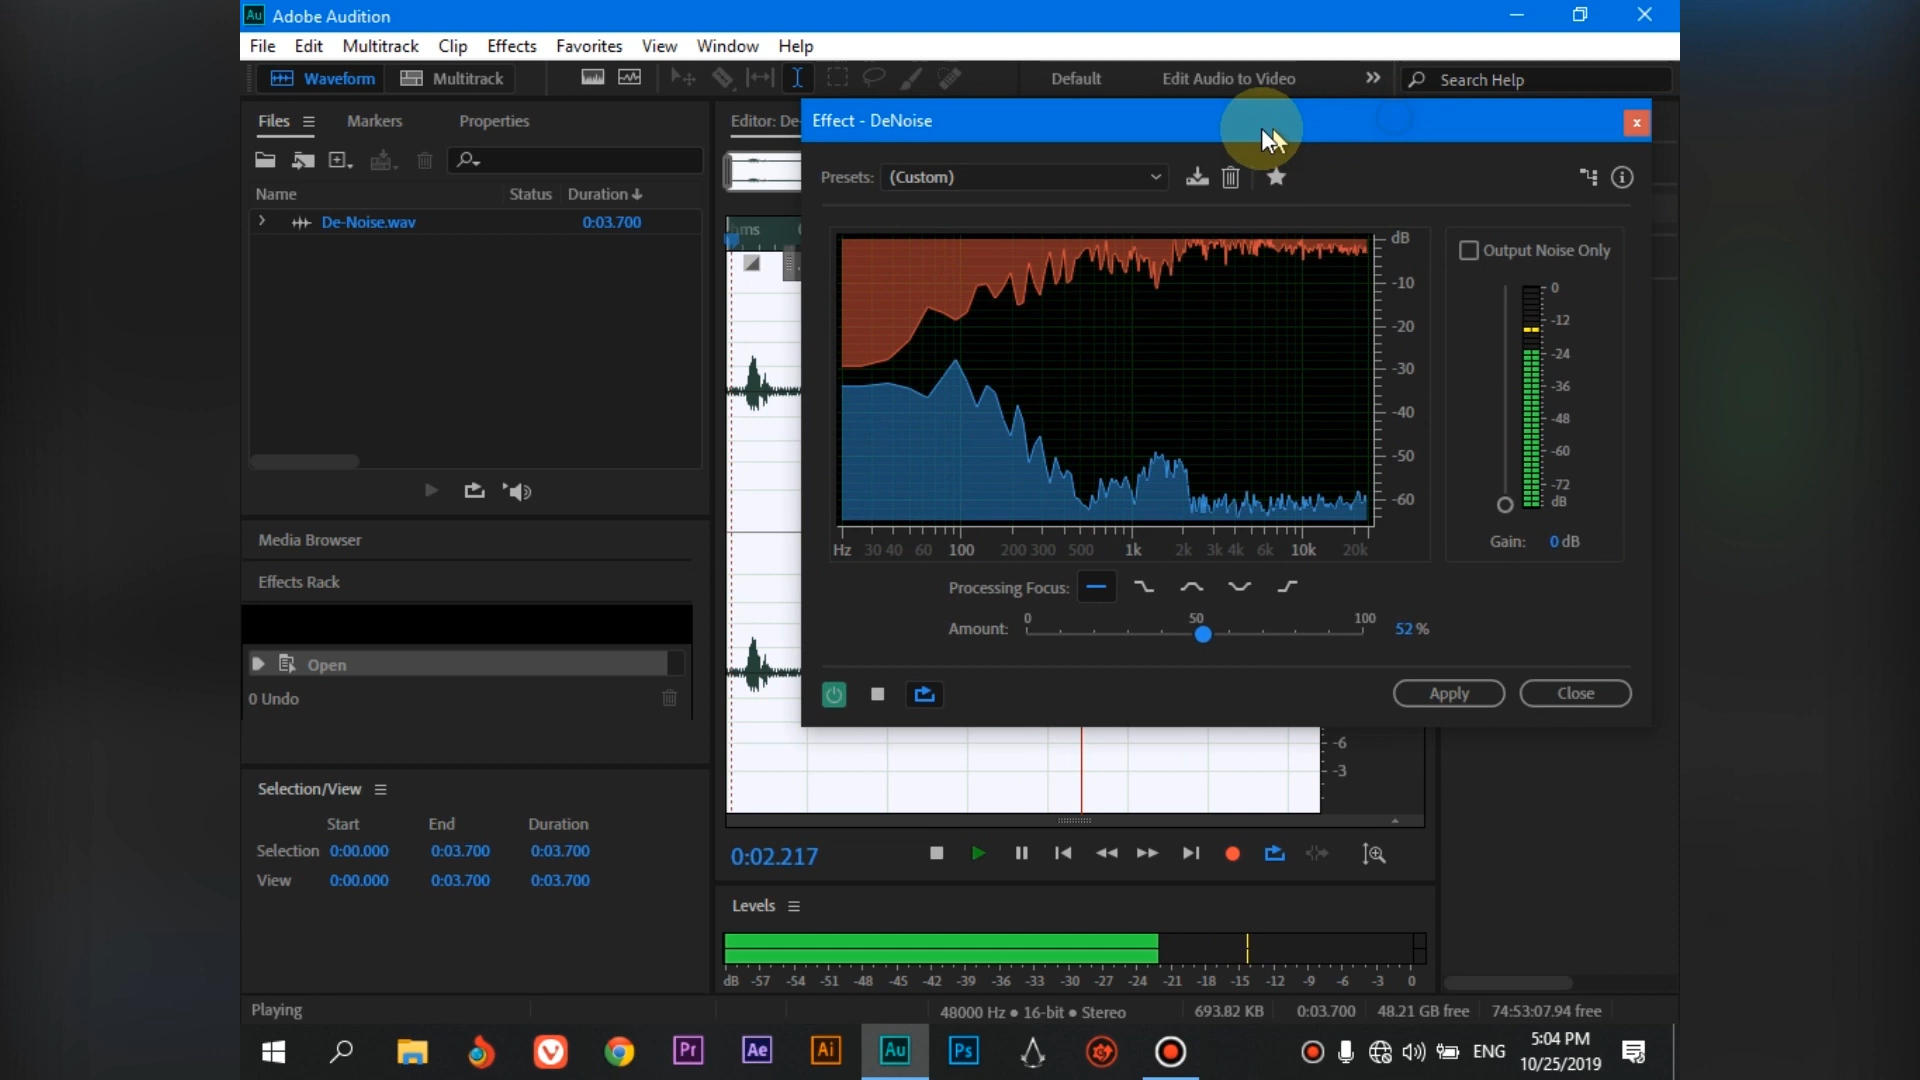 Au Adobe Audition
File Edit Multitrack Clip Effects Favorites View Window Help
Waveform Multitrack Default Edit Audio to Video Search Help
Files Markers Properties
Name Status Duration
De-Noise.wav 0:03.700
Media Browser
Effects Rack
Open
0 Undo
Selection/View
Start End Duration
Selection 0:00.000 0:03.700 0:03.700
View 0:00.000 0:03.700 0:03.700
Editor: De-
Effect - DeNoise
x
Presets: (Custom)
dB
-10
-20
-30
-40
-50
-60
Hz 30 40 60 100 200 300 500 1k 2k 3k 4k 6k 10k 20k
Output Noise Only
0
-12
-24
-36
-48
-60
-72
dB
Gain: 0 dB
Processing Focus:
Amount: 0 50 100 52 %
Apply Close
-6
-3
0:02.217
Levels
dB -57 -54 -51 -48 -45 -42 -39 -36 -33 -30 -27 -24 -21 -18 -15 -12 -9 -6 -3 0
Playing 48000 Hz ● 16-bit ● Stereo 693.82 KB 0:03.700 48.21 GB free 74:53:07.94 free
Pr Ae Ai Au Ps ENG 5:04 PM
10/25/2019